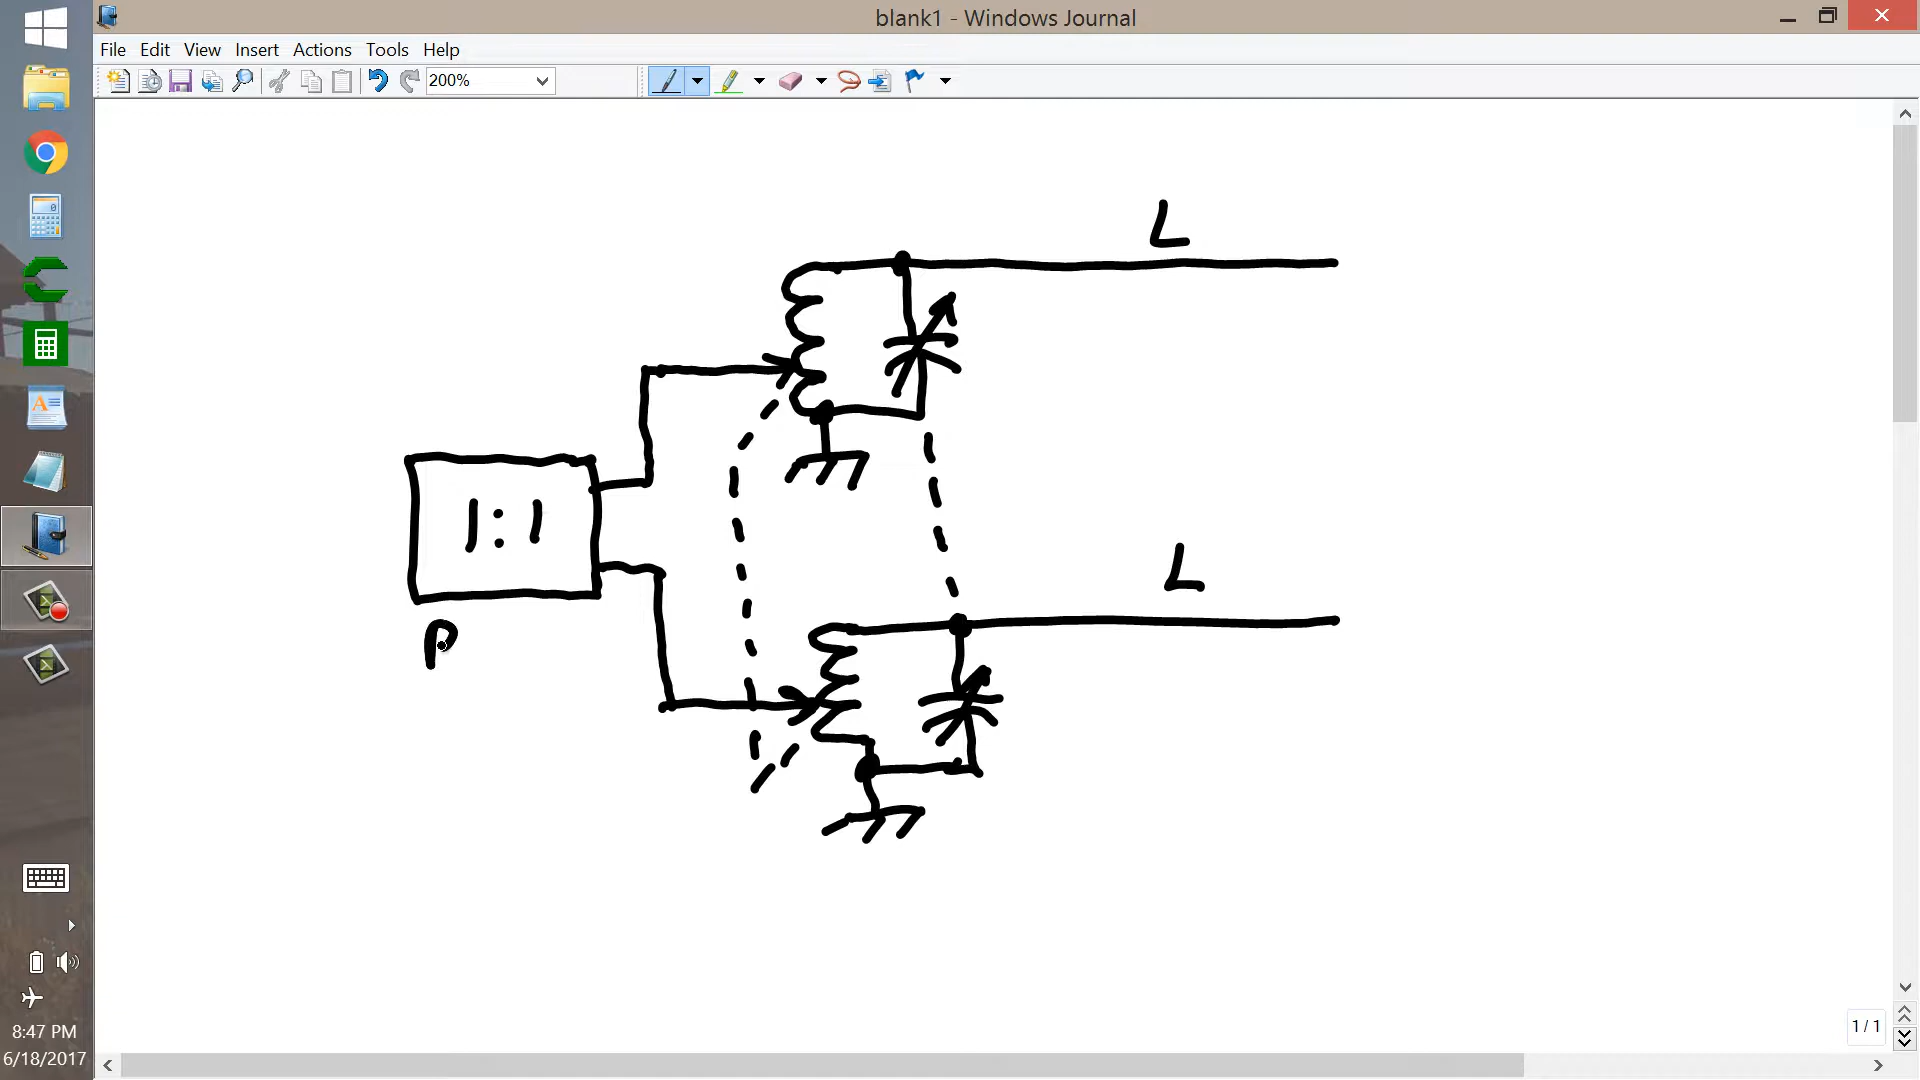 blank1 - Windows Journal
File Edit View Insert Actions Tools Help
200%
L
1:1
L
P
1 / 1
8:47 PM
6/18/2017